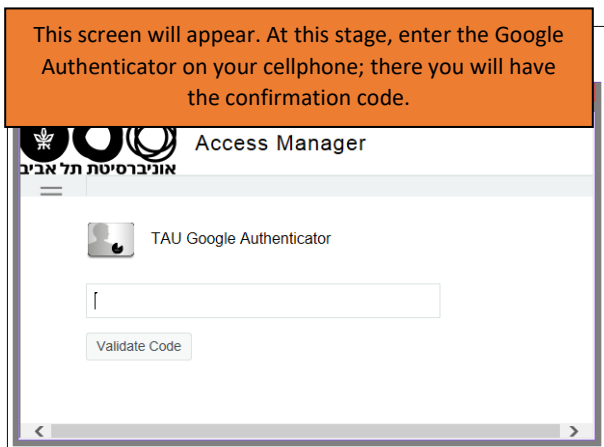 This screen will appear. At this stage, enter the Google
Authenticator on your cellphone; there you will have
the confirmation code.
Access Manager
אוניברסיטת תל אביב
TAU Google Authenticator
Validate Code